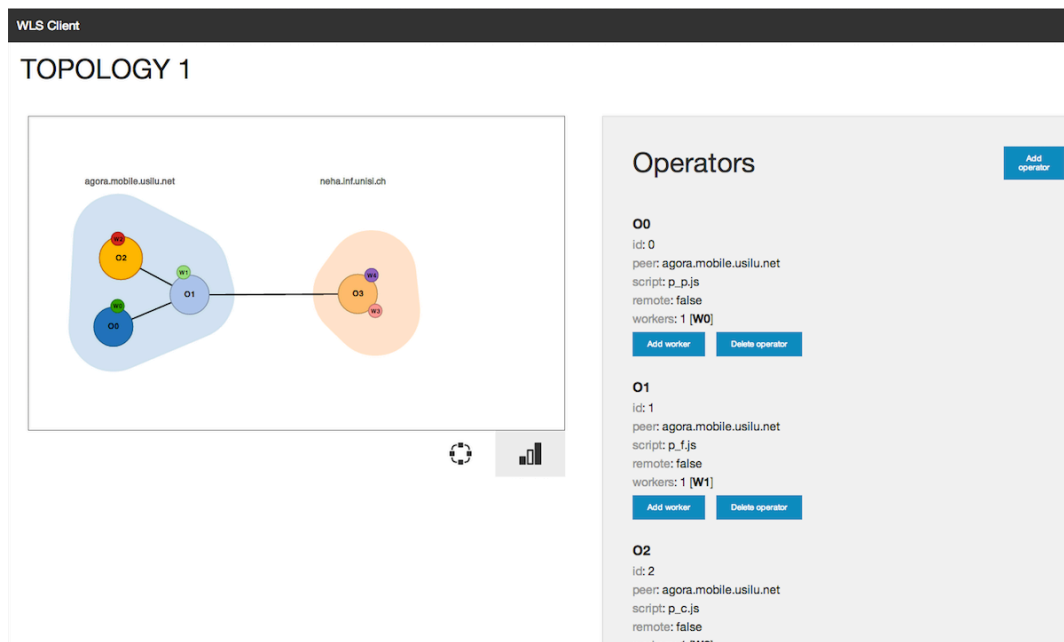 WLS Client
TOPOLOGY 1
agora.mobile.usilu.net
neha.inf.unisi.ch
W2
O2
W1
O1
W0
O0
W4
O3
W3
Operators
Add
operator
O0
id: 0
peer: agora.mobile.usilu.net
script: p_p.js
remote: false
workers: 1 [W0]
Add worker
Delete operator
O1
id: 1
peer: agora.mobile.usilu.net
script: p_f.js
remote: false
workers: 1 [W1]
Add worker
Delete operator
O2
id: 2
peer: agora.mobile.usilu.net
script: p_c.js
remote: false